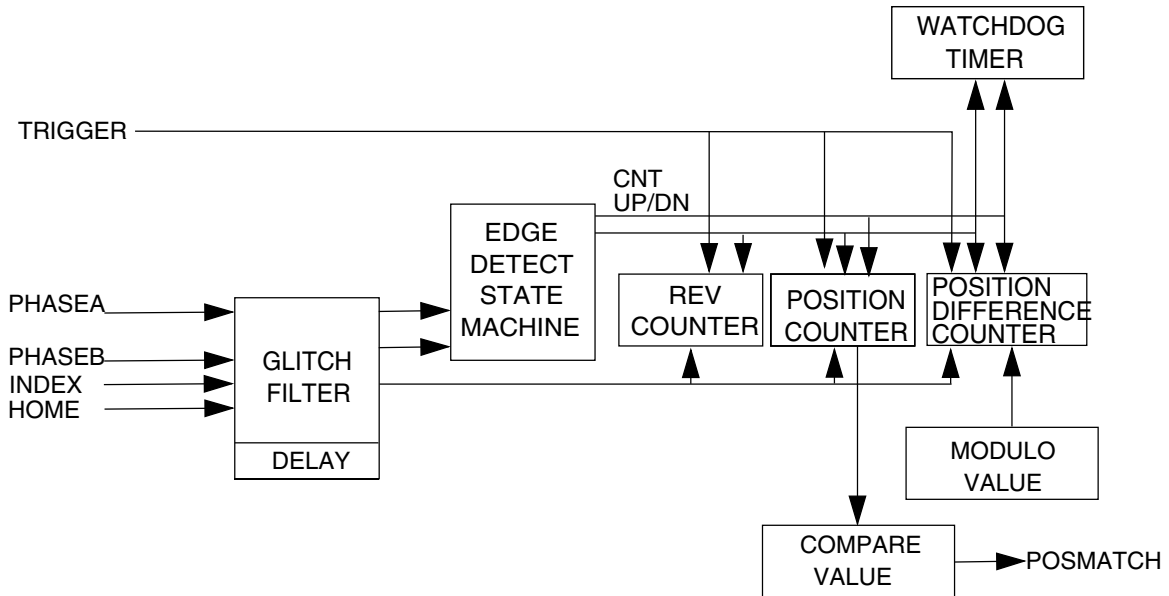 WATCHDOG
TIMER
TRIGGER
CNT
UP/DN
EDGE
DETECT
STATE
MACHINE
REV
COUNTER
POSITION
COUNTER
POSITION
DIFFERENCE
COUNTER
PHASEA
PHASEB
INDEX
HOME
GLITCH
FILTER
DELAY
MODULO
VALUE
COMPARE
VALUE
POSMATCH